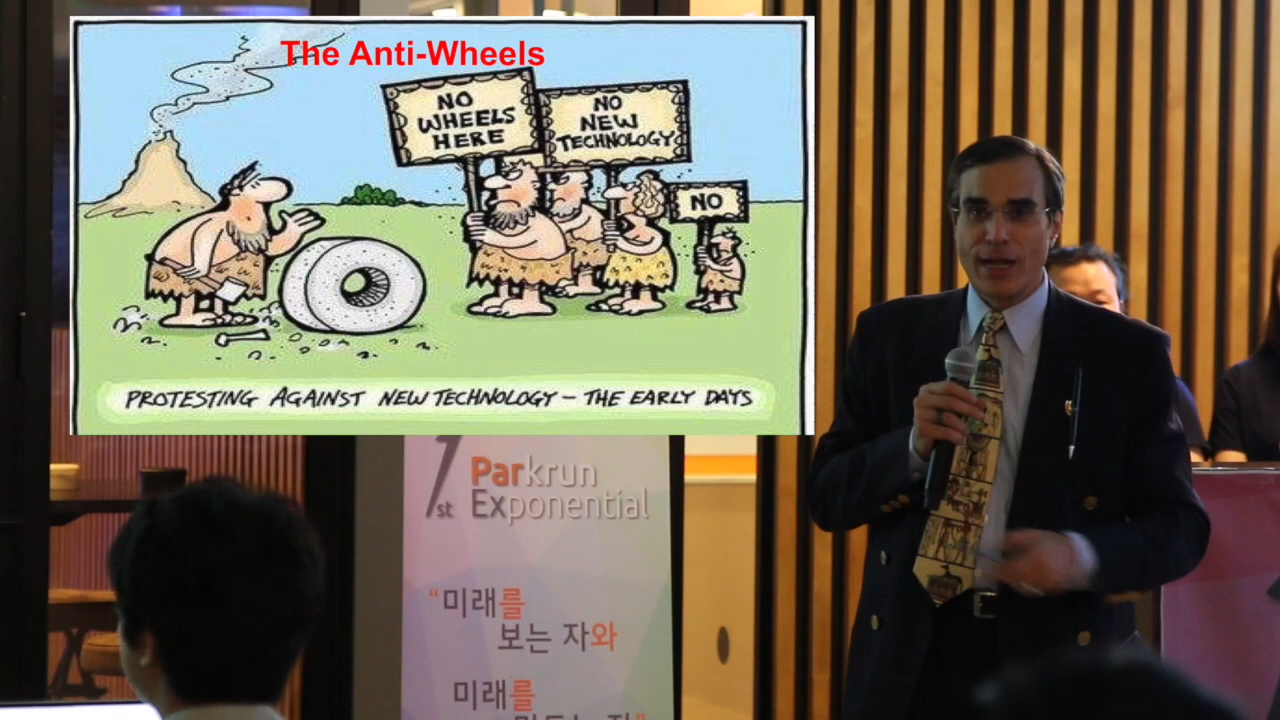 The Anti-Wheels
NO
WHEELS
HERE
NO
NEW
TECHNOLOGY
NO
PROTESTING AGAINST NEW TECHNOLOGY – THE EARLY DAYS
1st
Parkrun
Exponential
“미래를
보는 자와
미래를